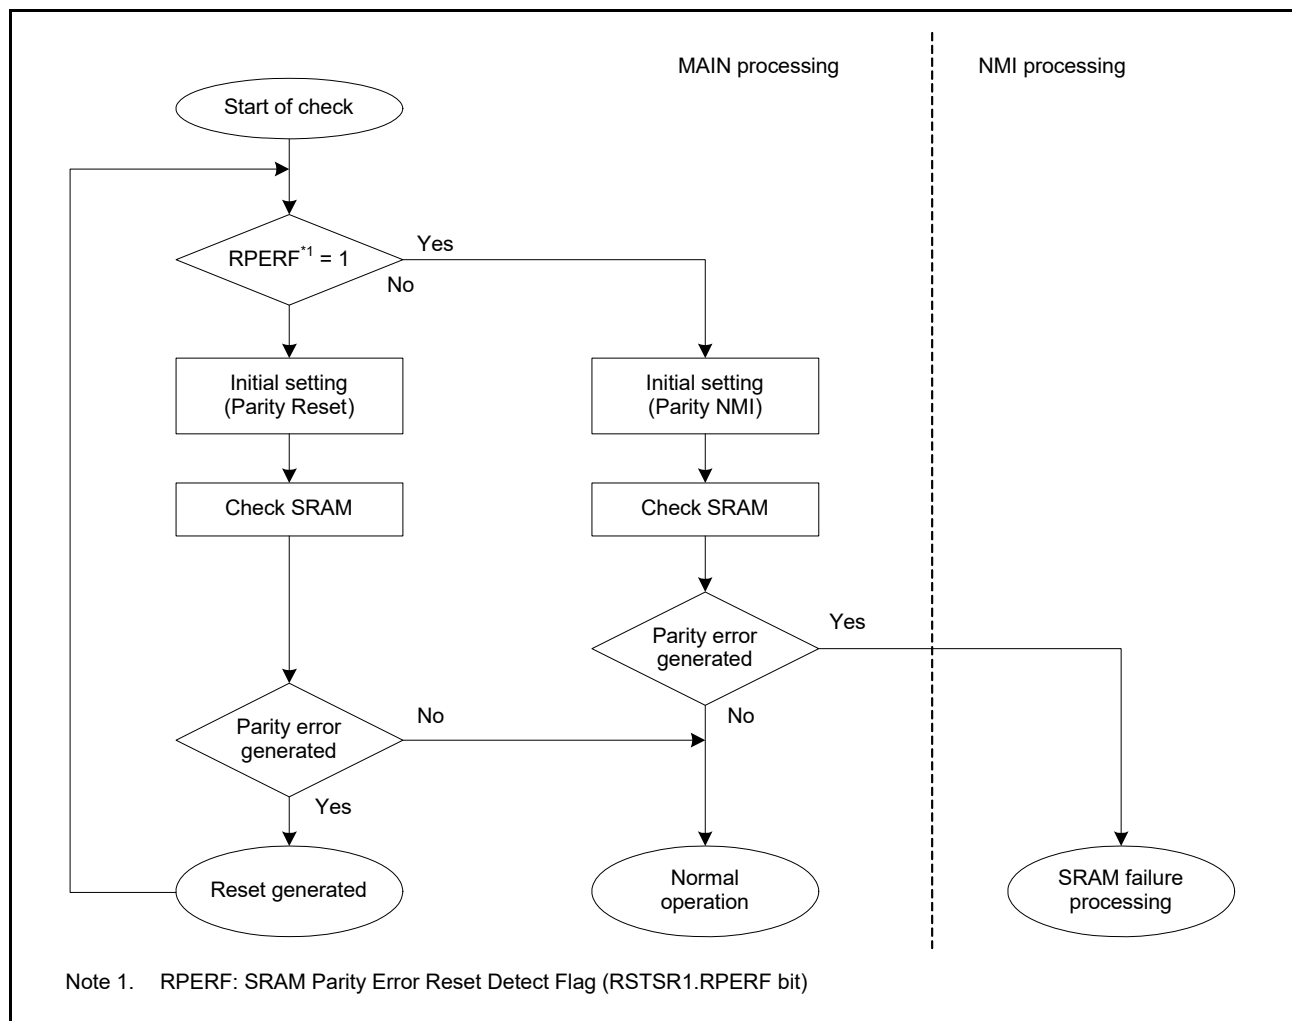 MAIN processing
NMI processing
Start of check
RPERF*1 = 1
Yes
No
Initial setting
(Parity Reset)
Initial setting
(Parity NMI)
Check SRAM
Check SRAM
Parity error
generated
Yes
No
Parity error
generated
No
Yes
Reset generated
Normal
operation
SRAM failure
processing
Note 1. RPERF: SRAM Parity Error Reset Detect Flag (RSTSR1.RPERF bit)